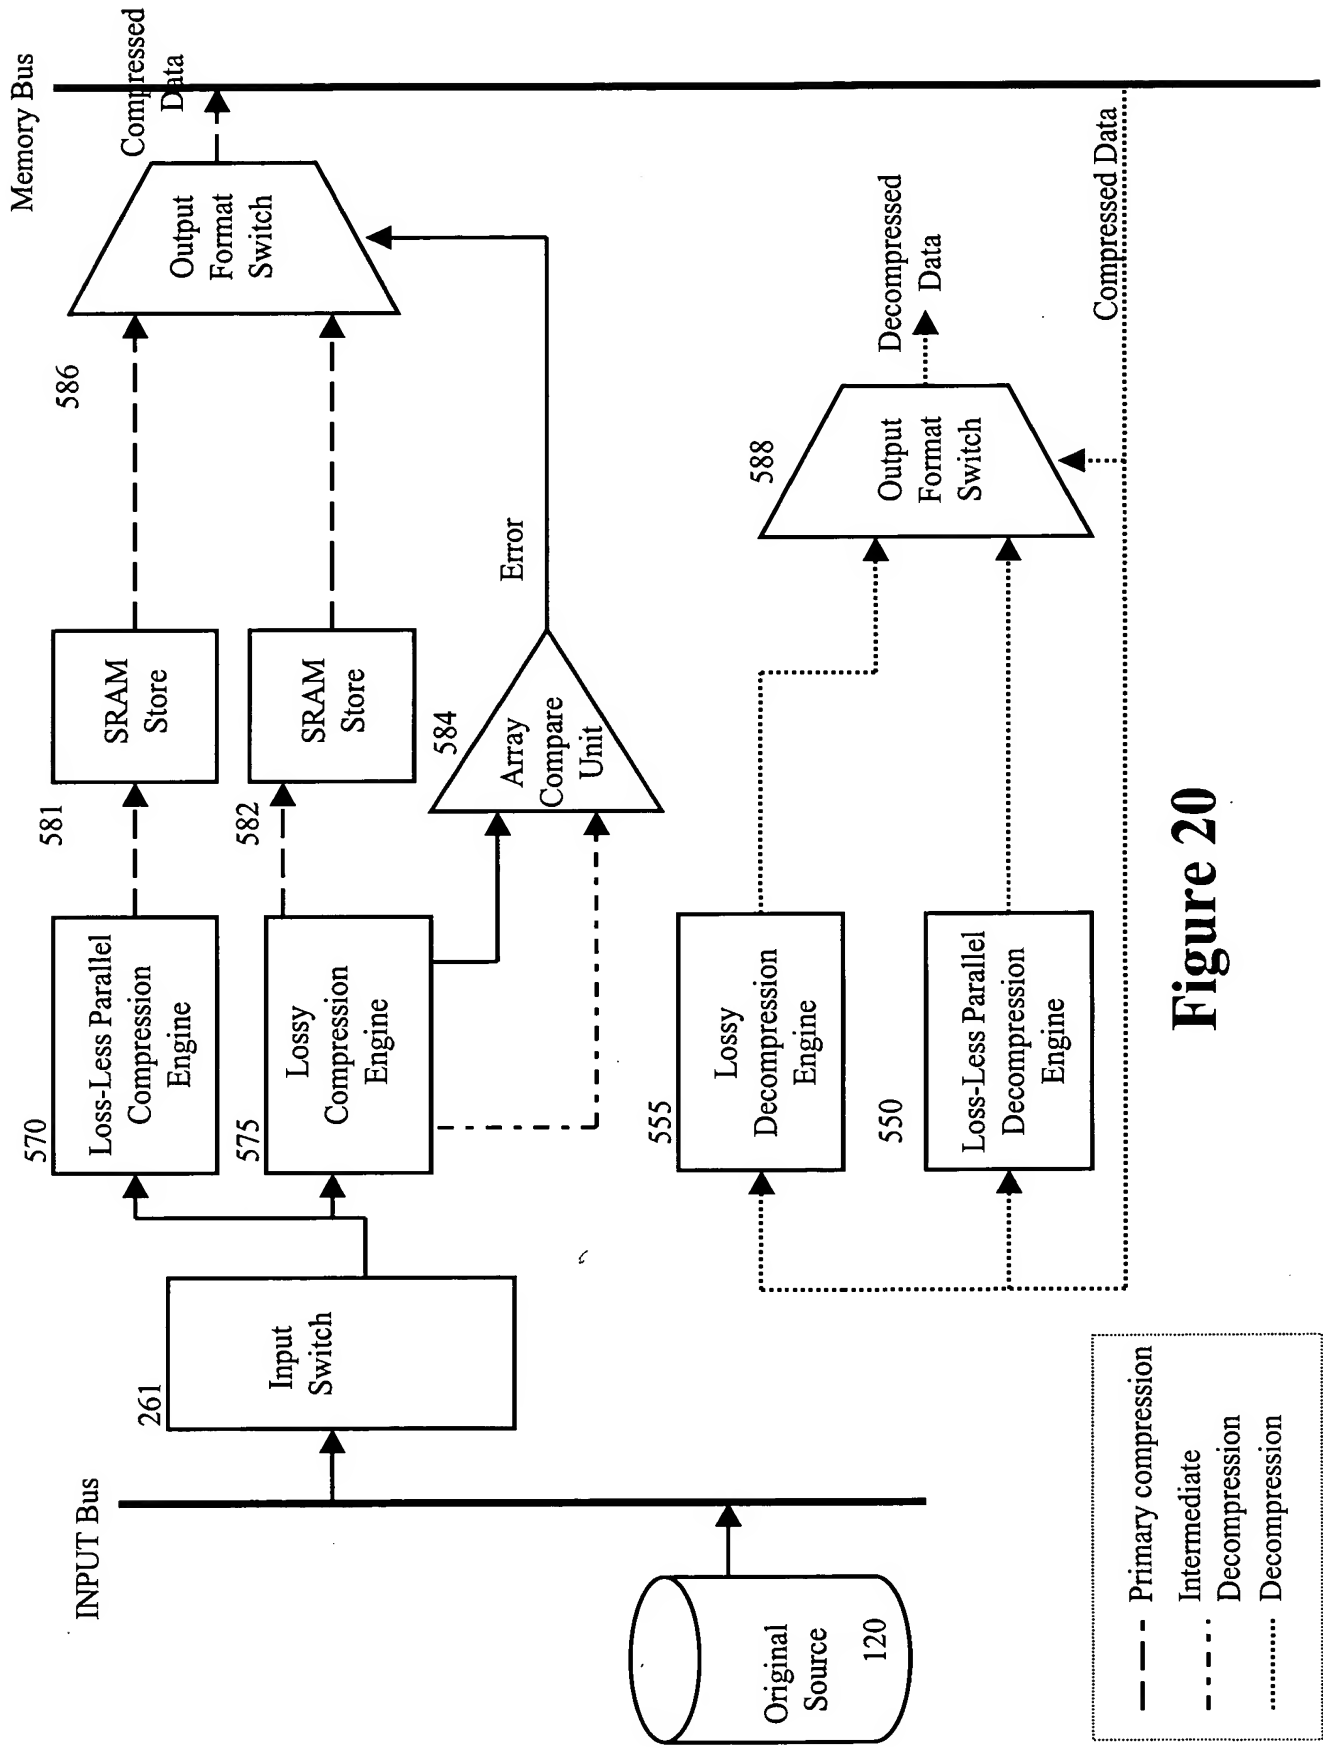 INPUT Bus
Memory Bus
Original
Source
120
261
Input
Switch
570
Loss-Less Parallel
Compression
Engine
575
Lossy
Compression
Engine
581
SRAM
Store
582
SRAM
Store
584
Array
Compare
Unit
Error
586
Output
Format
Switch
Compressed
Data
555
Lossy
Decompression
Engine
550
Loss-Less Parallel
Decompression
Engine
588
Output
Format
Switch
Decompressed
Data
Compressed Data
Primary compression
Intermediate
Decompression
Decompression
Figure 20